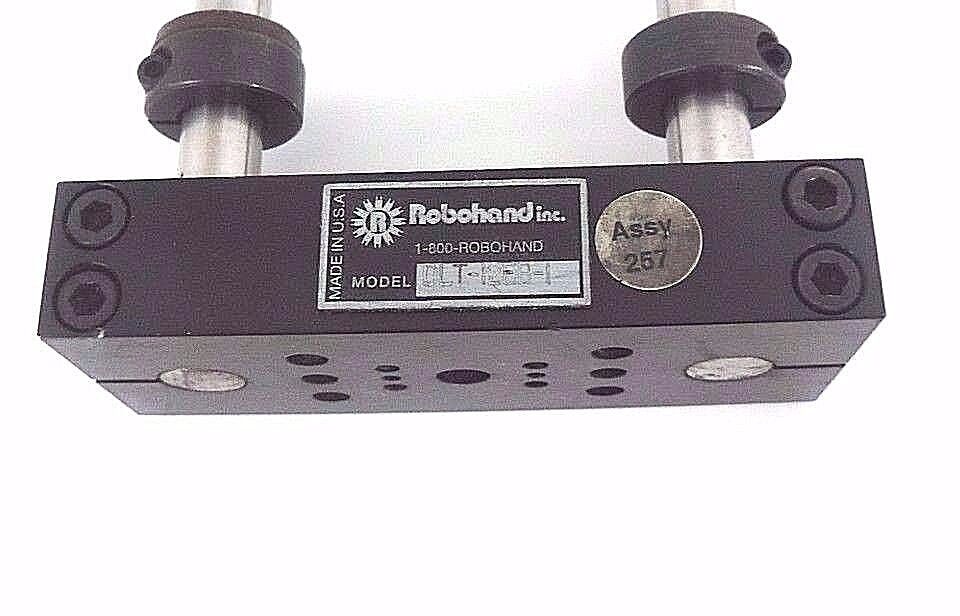 MADE IN U.S.A
R
Robohand inc.
1-800-ROBOHAND
MODEL
Assy
257